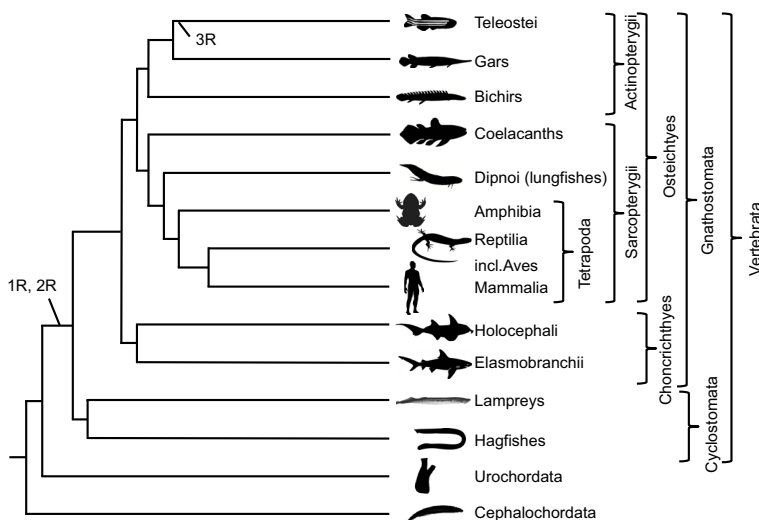 Teleostei
3R
Gars
Bichirs
Coelacanths
Dipnoi (lungfishes)
Amphibia
Reptilia
incl.Aves
Mammalia
1R, 2R
Holocephali
Elasmobranchii
Lampreys
Hagfishes
Urochordata
Cephalochordata
Tetrapoda
Actinopterygii
Sarcopterygii
Osteichtyes
Choncrichthyes
Gnathostomata
Cyclostomata
Vertebrata